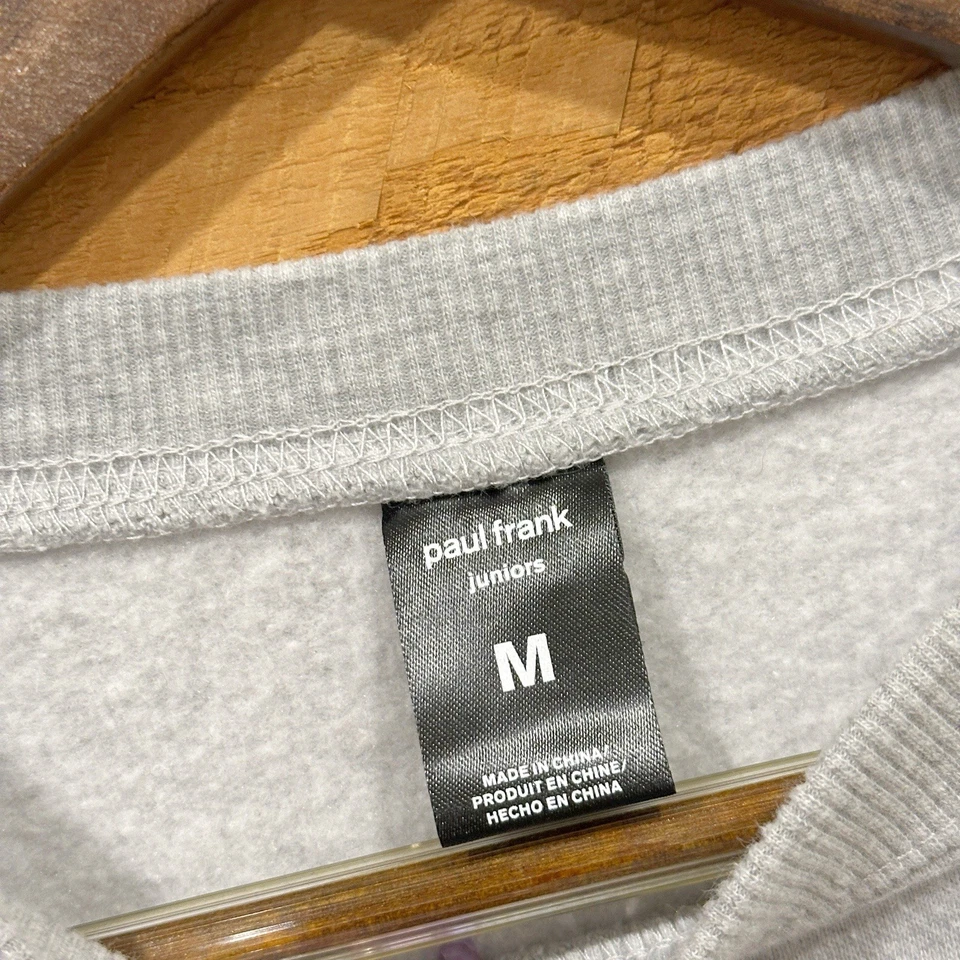 paul frank
juniors
M
MADE IN CHINA/
PRODUIT EN CHINE/
HECHO EN CHINA